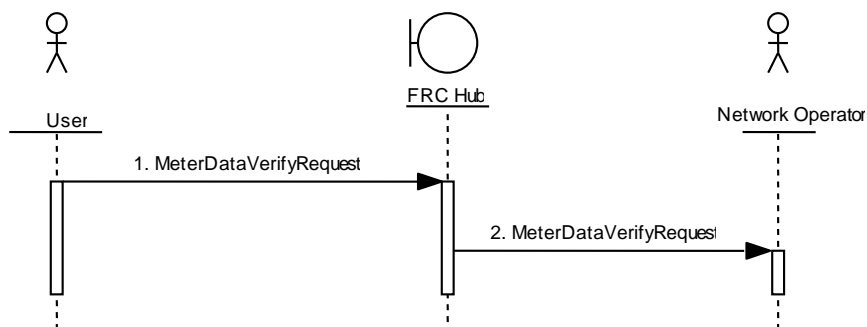 User
FRC Hub
Network Operator
1. MeterDataVerifyRequest
2. MeterDataVerifyRequest